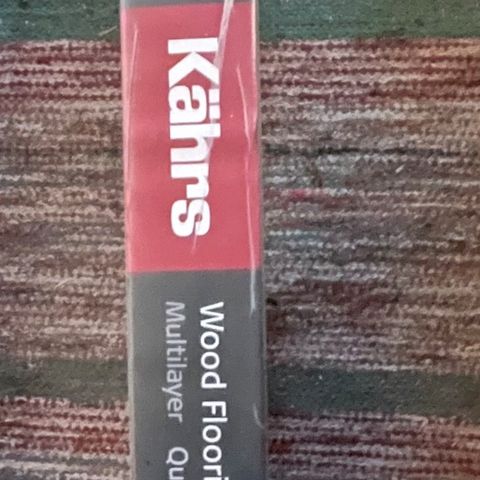 Kährs
Wood Floori
Multilayer Qu